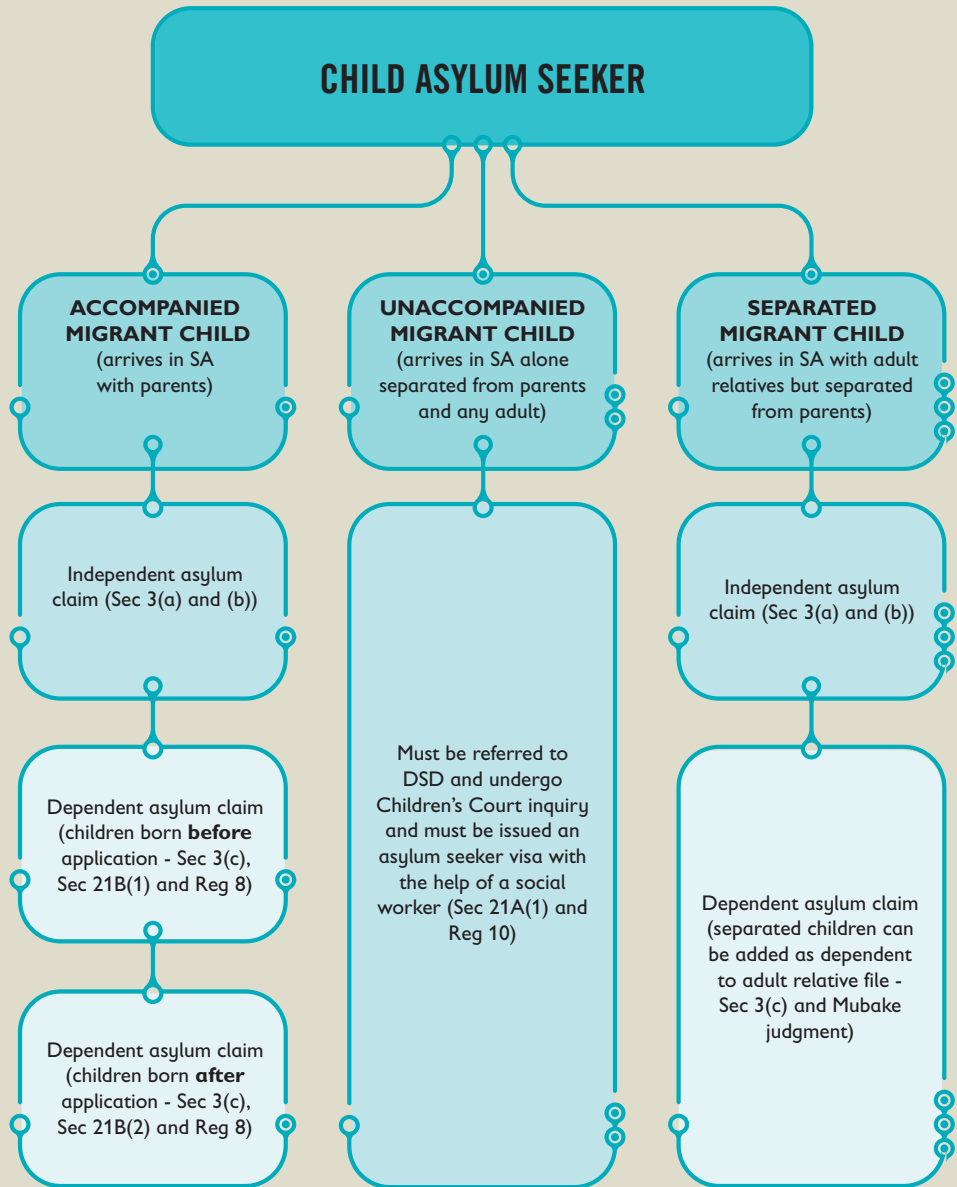 CHILD ASYLUM SEEKER
ACCOMPANIED
MIGRANT CHILD
(arrives in SA
with parents)
Independent asylum
claim (Sec 3(a) and (b))
Dependent asylum claim
(children born before
application - Sec 3(c),
Sec 21B(1) and Reg 8)
Dependent asylum claim
(children born after
application - Sec 3(c),
Sec 21B(2) and Reg 8)
UNACCOMPANIED
MIGRANT CHILD
(arrives in SA alone
separated from parents
and any adult)
Must be referred to
DSD and undergo
Children’s Court inquiry
and must be issued an
asylum seeker visa with
the help of a social
worker (Sec 21A(1) and
Reg 10)
SEPARATED
MIGRANT CHILD
(arrives in SA with adult
relatives but separated
from parents)
Independent asylum
claim (Sec 3(a) and (b))
Dependent asylum claim
(separated children can
be added as dependent
to adult relative file -
Sec 3(c) and Mubake
judgment)